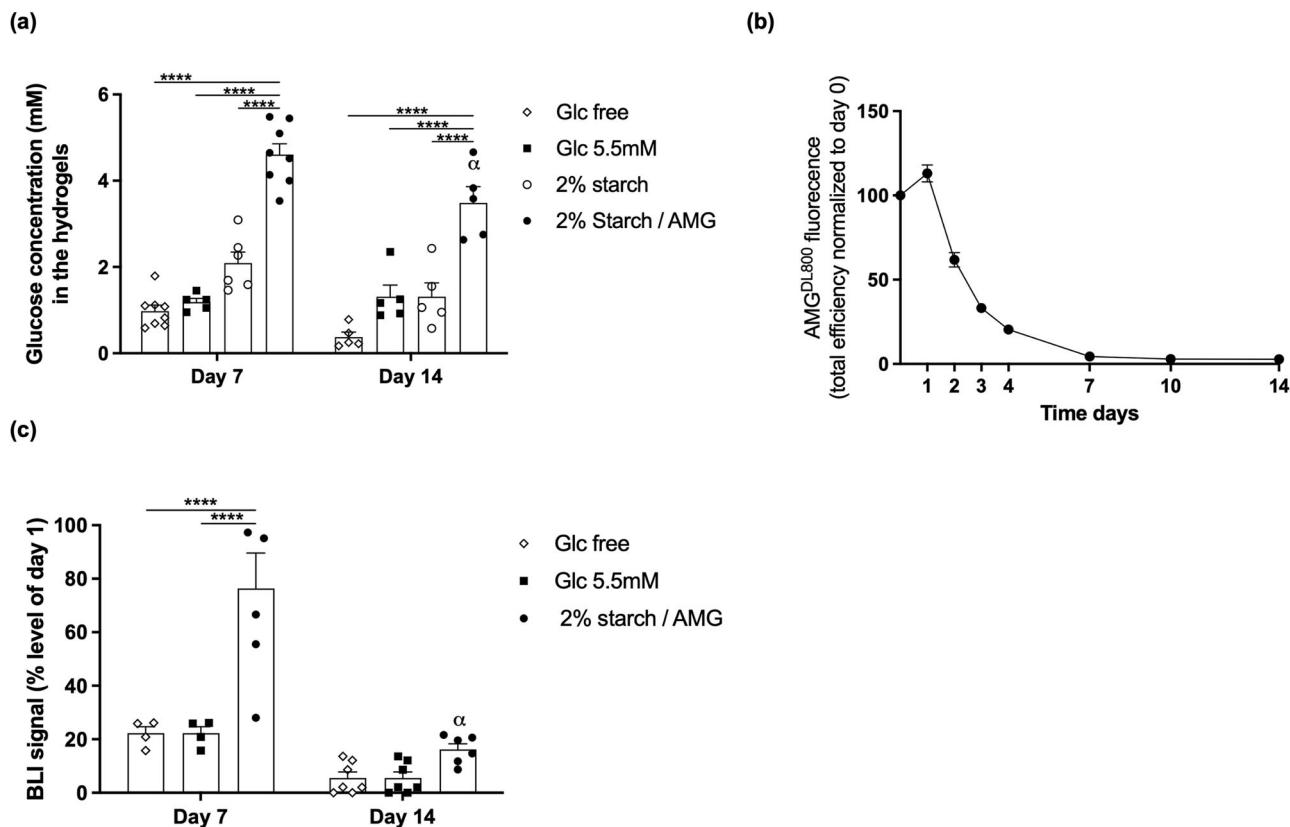 (a)
Glucose concentration (mM)
in the hydrogels
6
4
2
0
****
****
****
****
****
****
α
Day 7
Day 14
Glc free
Glc 5.5mM
2% starch
2% Starch / AMG
(b)
AMGDL800 fluorecence
(total efficiency normalized to day 0)
150
100
50
0
1 2 3 4 7 10 14
Time days
(c)
BLI signal (% level of day 1)
100
80
60
40
20
0
****
****
α
Day 7
Day 14
Glc free
Glc 5.5mM
2% starch / AMG